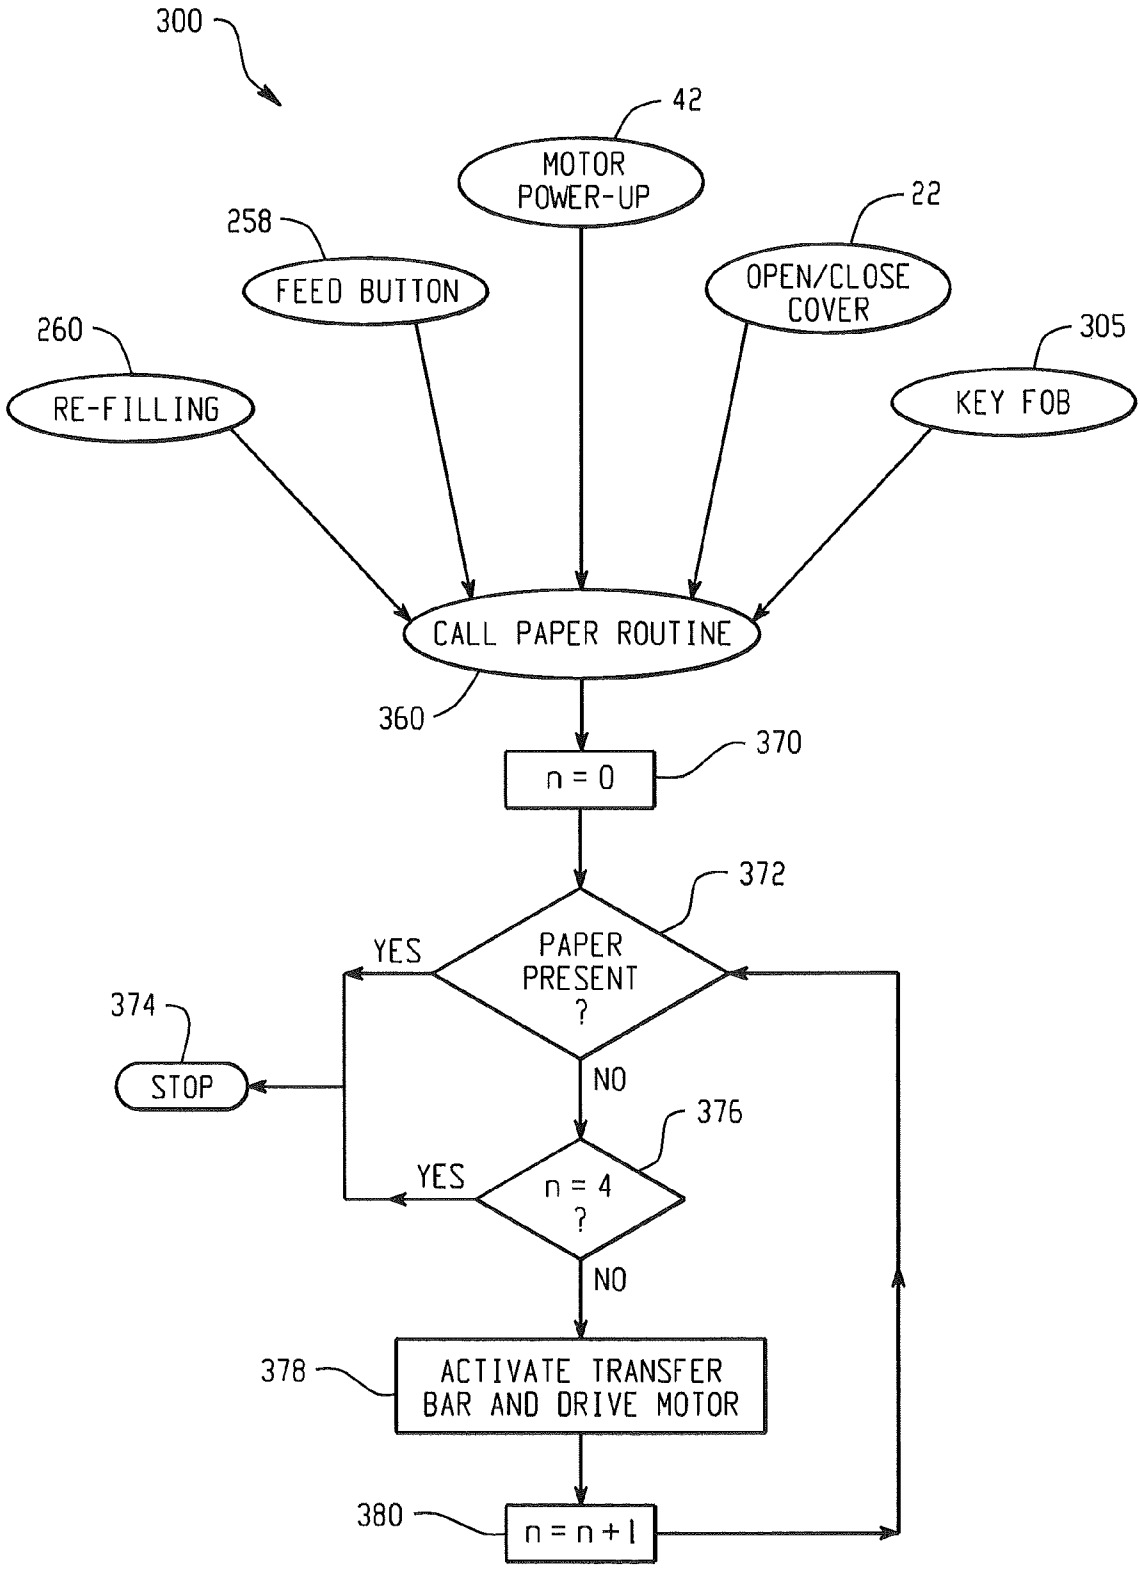 300
42
MOTOR
POWER-UP
22
258
OPEN/CLOSE
COVER
FEED BUTTON
260
305
RE-FILLING
KEY FOB
CALL PAPER ROUTINE
360
370
n = 0
372
YES
PAPER
PRESENT
?
374
STOP
NO
376
YES
n = 4
?
NO
378
ACTIVATE TRANSFER
BAR AND DRIVE MOTOR
380
n = n + 1